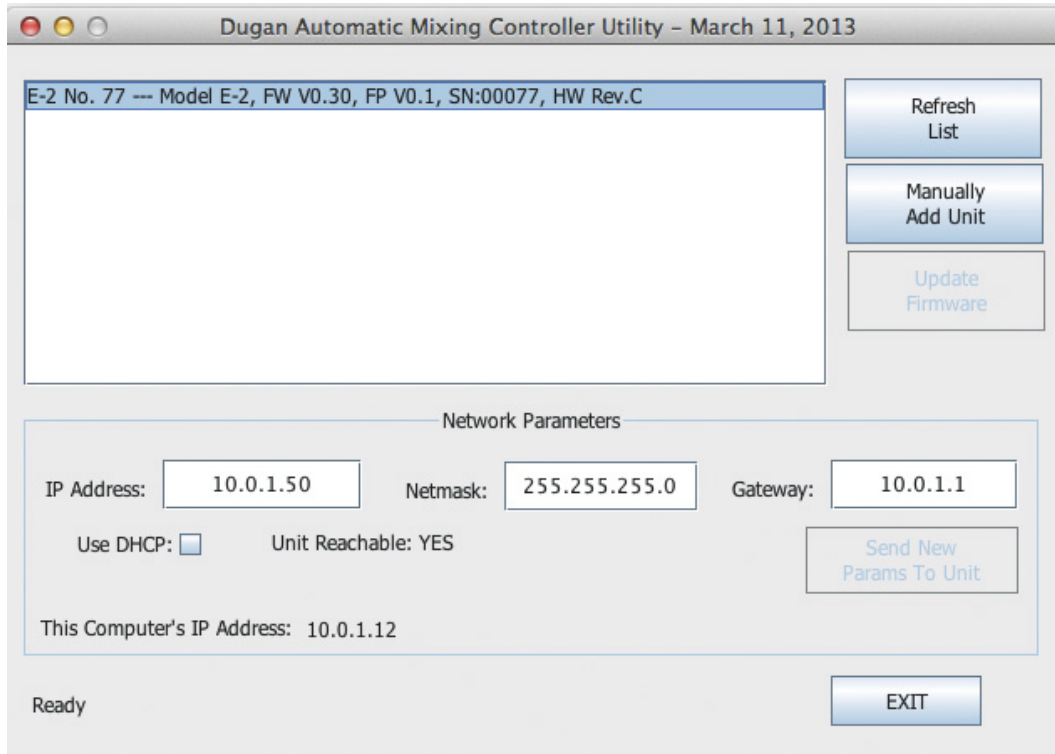 Dugan Automatic Mixing Controller Utility – March 11, 2013
E-2 No. 77 --- Model E-2, FW V0.30, FP V0.1, SN:00077, HW Rev.C
Refresh
List
Manually
Add Unit
Update
Firmware
Network Parameters
IP Address: 10.0.1.50 Netmask: 255.255.255.0 Gateway: 10.0.1.1
Use DHCP: Unit Reachable: YES
Send New
Params To Unit
This Computer's IP Address: 10.0.1.12
Ready
EXIT